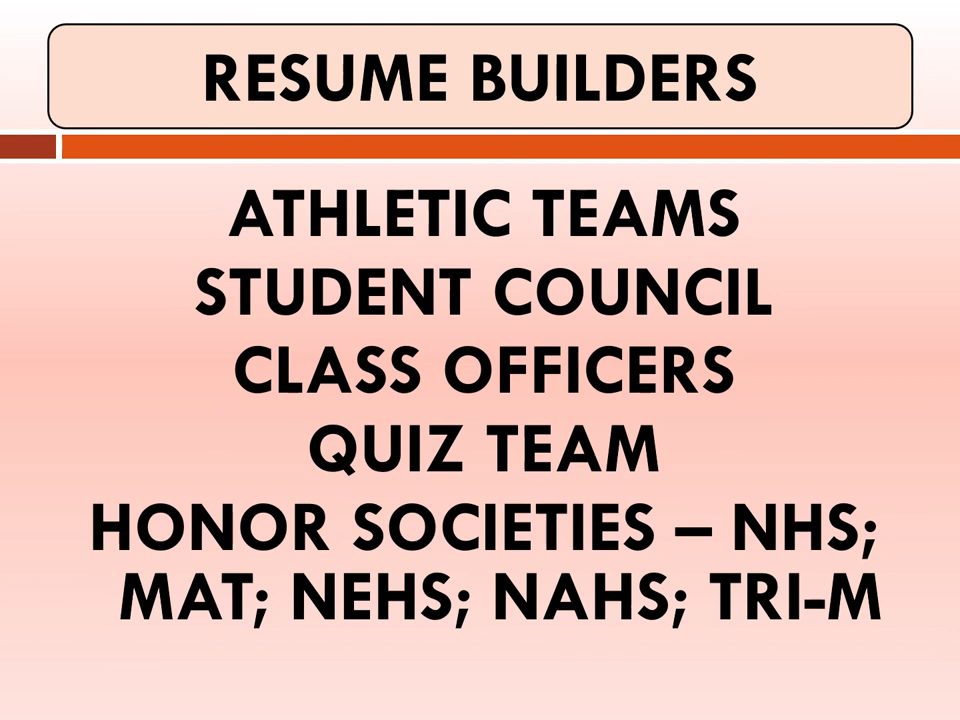 RESUME BUILDERS
ATHLETIC TEAMS
STUDENT COUNCIL
CLASS OFFICERS
QUIZ TEAM
HONOR SOCIETIES – NHS;
MAT; NEHS; NAHS; TRI-M